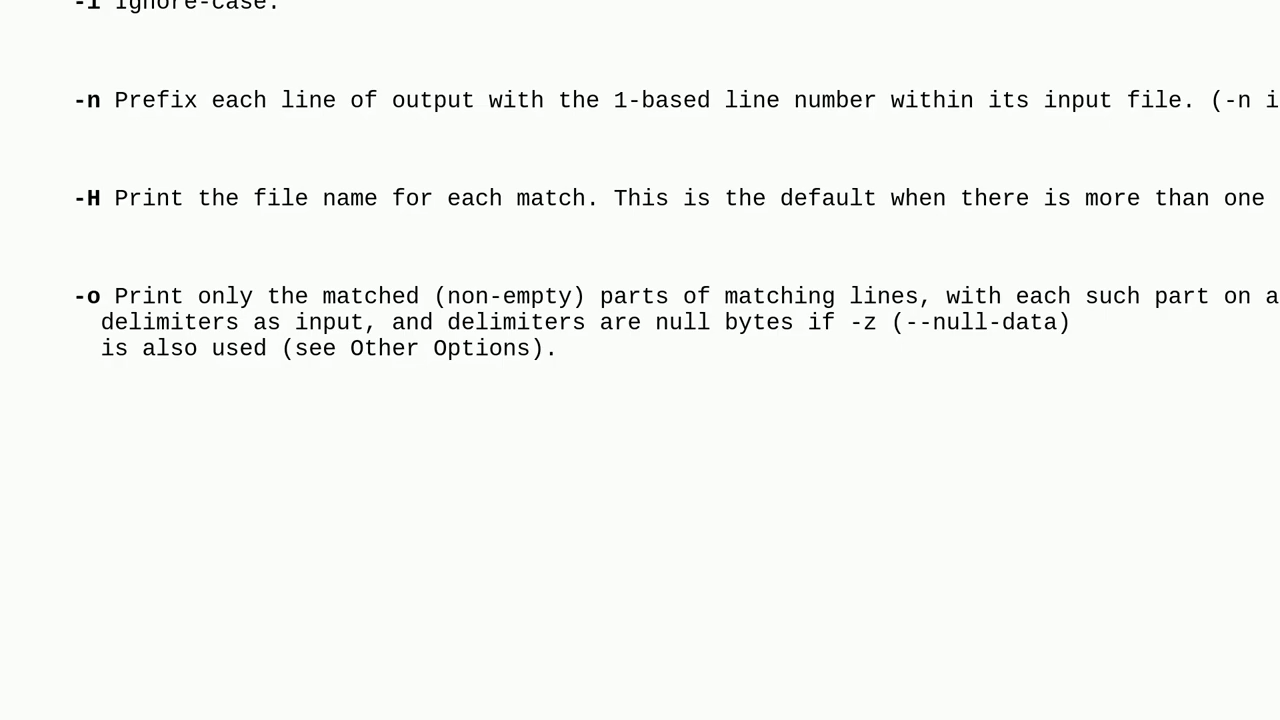 -i Ignore-case.
-n Prefix each line of output with the 1-based line number within its input file. (-n i
-H Print the file name for each match. This is the default when there is more than one
-o Print only the matched (non-empty) parts of matching lines, with each such part on a
delimiters as input, and delimiters are null bytes if -z (--null-data)
is also used (see Other Options).